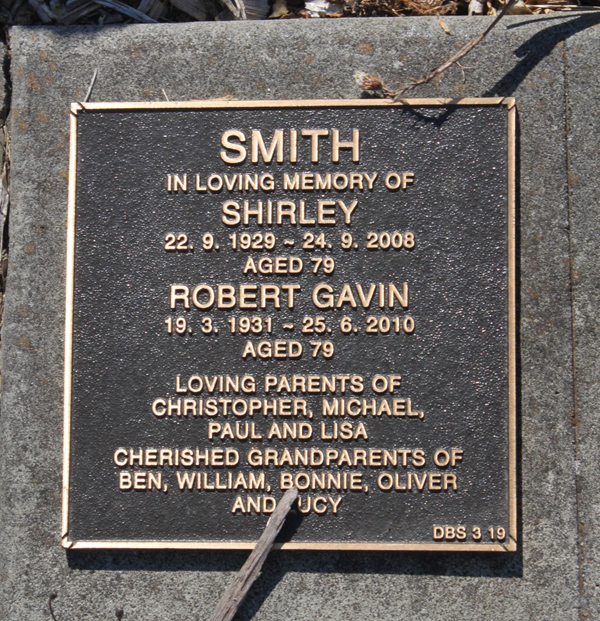 SMITH
IN LOVING MEMORY OF
SHIRLEY
22. 9. 1929 ~ 24. 9. 2008
AGED 79
ROBERT GAVIN
19. 3. 1931 ~ 25. 6. 2010
AGED 79
LOVING PARENTS OF
CHRISTOPHER, MICHAEL,
PAUL AND LISA
CHERISHED GRANDPARENTS OF
BEN, WILLIAM, BONNIE, OLIVER
AND
DBS 3 19